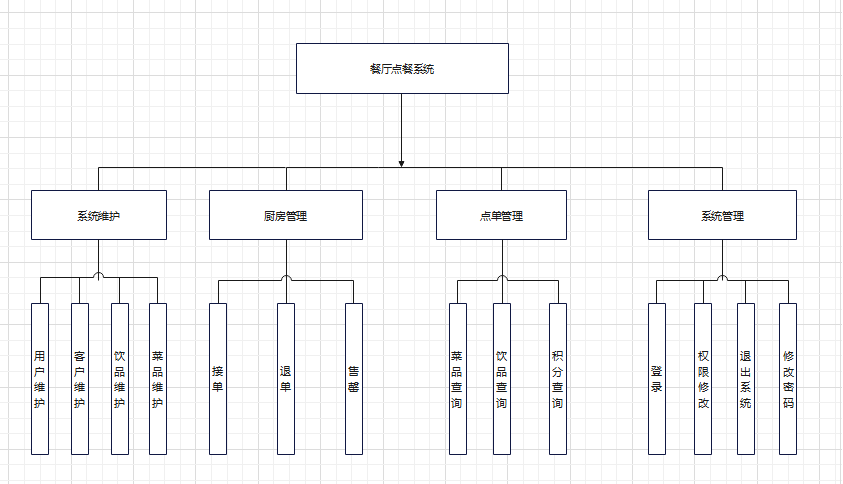 餐厅点餐系统
系统维护
厨房管理
点单管理
系统管理
用户维护
客户维护
饮品维护
菜品维护
接单
退单
售罄
菜品查询
饮品查询
积分查询
登录
权限修改
退出系统
修改密码